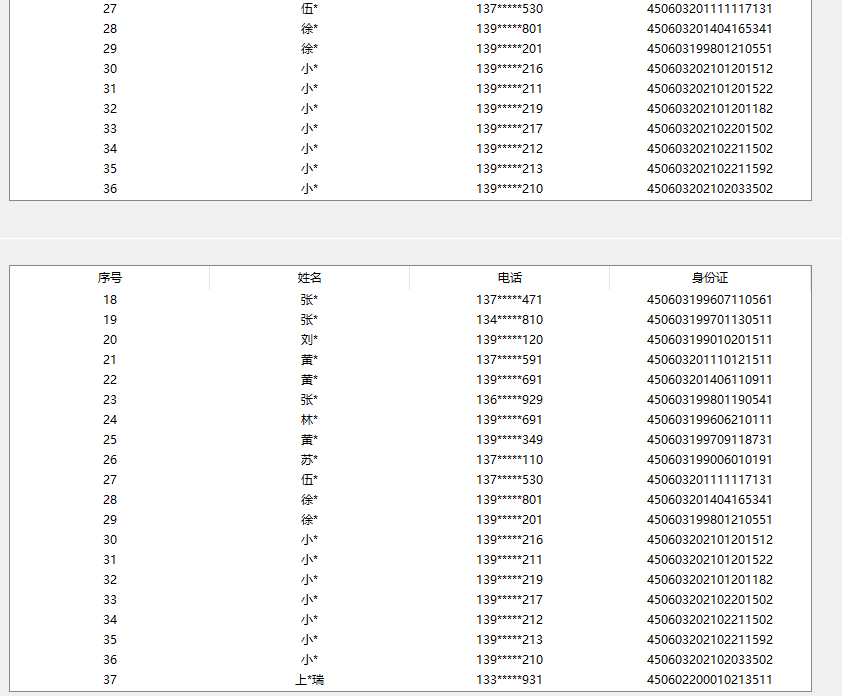 27 伍* 137*****530 450603201111117131
28 徐* 139*****801 450603201404165341
29 徐* 139*****201 450603199801210551
30 小* 139*****216 450603202101201512
31 小* 139*****211 450603202101201522
32 小* 139*****219 450603202101201182
33 小* 139*****217 450603202102201502
34 小* 139*****212 450603202102211502
35 小* 139*****213 450603202102211592
36 小* 139*****210 450603202102033502
序号 姓名 电话 身份证
18 张* 137*****471 450603199607110561
19 张* 134*****810 450603199701130511
20 刘* 139*****120 450603199010201511
21 黄* 137*****591 450603201110121511
22 黄* 139*****691 450603201406110911
23 张* 136*****929 450603199801190541
24 林* 139*****691 450603199606210111
25 黄* 139*****349 450603199709118731
26 苏* 137*****110 450603199006010191
27 伍* 137*****530 450603201111117131
28 徐* 139*****801 450603201404165341
29 徐* 139*****201 450603199801210551
30 小* 139*****216 450603202101201512
31 小* 139*****211 450603202101201522
32 小* 139*****219 450603202101201182
33 小* 139*****217 450603202102201502
34 小* 139*****212 450603202102211502
35 小* 139*****213 450603202102211592
36 小* 139*****210 450603202102033502
37 上*瑞 133*****931 450602200010213511